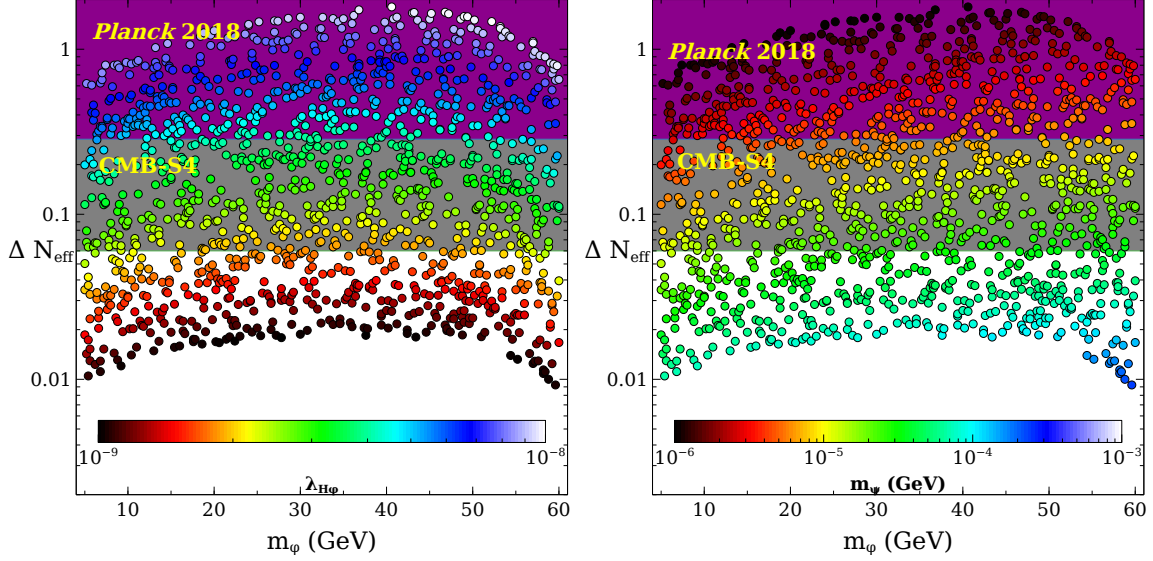 Planck 2018
1
CMB-S4
0.1
Δ N_eff
0.01
10^-9
10^-8
λ_Hφ
10 20 30 40 50 60
m_φ (GeV)
Planck 2018
1
CMB-S4
0.1
Δ N_eff
0.01
10^-6
10^-5
10^-4
10^-3
m_ψ (GeV)
10 20 30 40 50 60
m_φ (GeV)